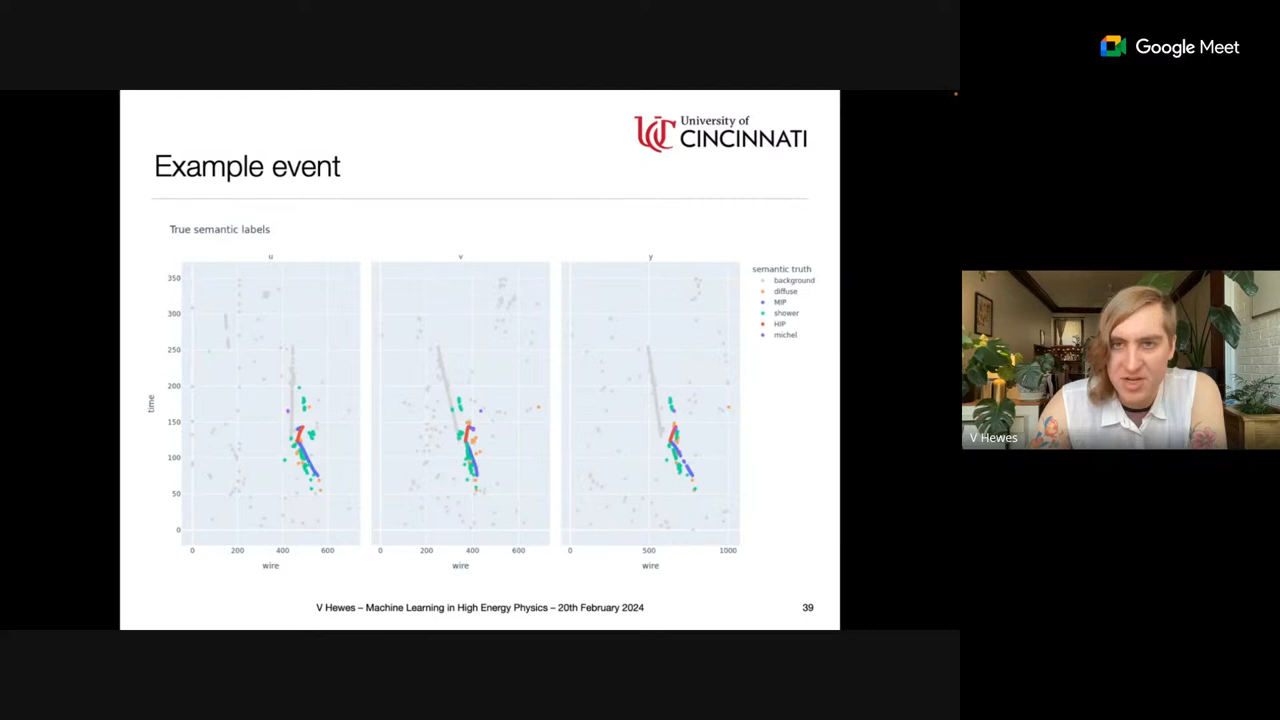 Google Meet
University of
CINCINNATI
Example event
True semantic labels
u
v
y
semantic truth
background
diffuse
MIP
shower
HIP
michel
350
300
250
200
150
100
50
0
time
0 200 400 600
0 200 400 600
0 500 1000
wire
wire
wire
V Hewes – Machine Learning in High Energy Physics – 20th February 2024
39
V Hewes